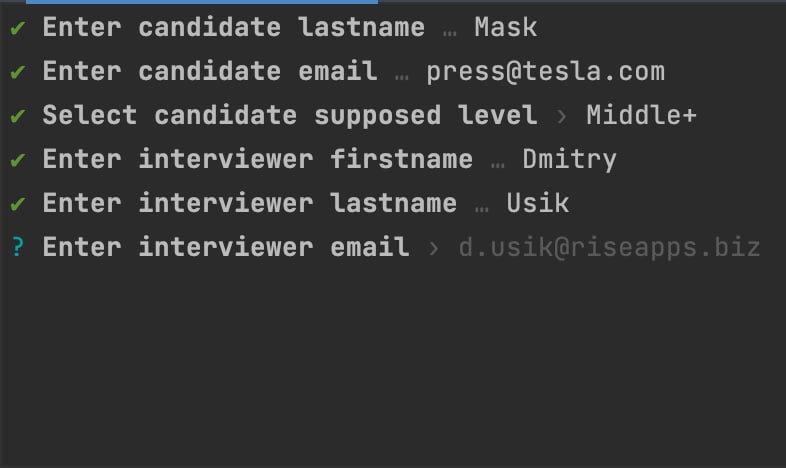 ✔ Enter candidate lastname … Mask
✔ Enter candidate email … press@tesla.com
✔ Select candidate supposed level › Middle+
✔ Enter interviewer firstname … Dmitry
✔ Enter interviewer lastname … Usik
? Enter interviewer email › d.usik@riseapps.biz